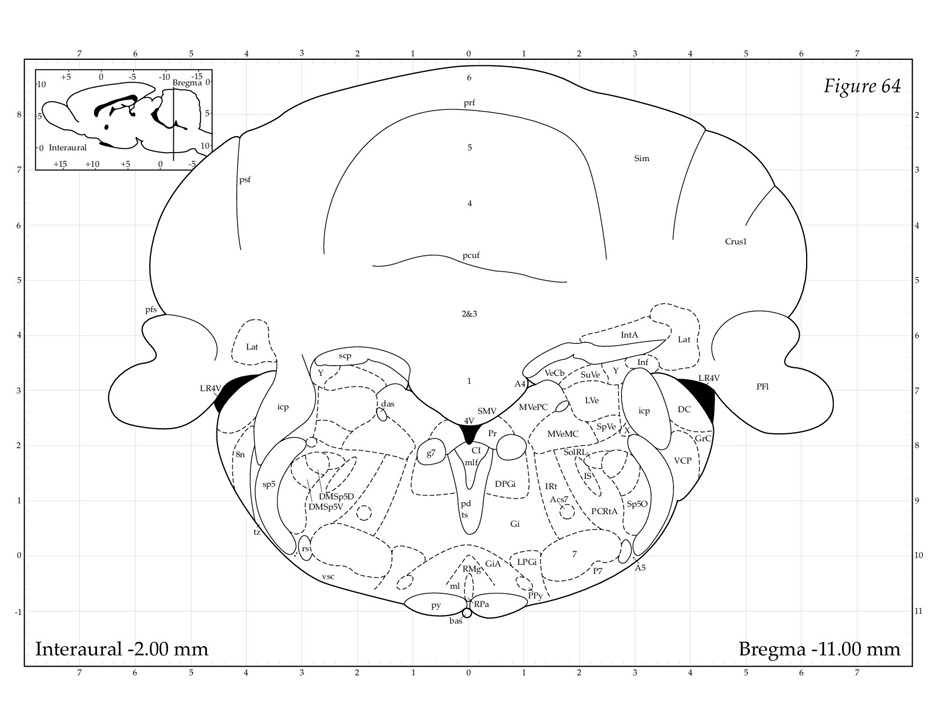 7 6 5 4 3 2 1 0 1 2 3 4 5 6 7
+5 0 -5 -10 -15
Bregma
10 0
5 5
0 Interaural 10
+15 +10 +5 0 -5
Figure 64
6
prf
8 2
5
Sim
7 psf 3
4
6 4
Crus1
pcuf
5 5
pfs 2&3
4 IntA 6
Lat Lat
scp Inf
Y VeCb SuVe Y
LR4V 1 A4 LR4V
3 PFl 7
das LVe
icp SMV MVePC icp DC
4V SpVe
2 Pr MVeMC X GrC 8
8n g7 CI SolRL VCP
mlf
sp5 DPGi IRt IS
DMSp5D
1 DMSp5V pd Acs7 Sp5O 9
ts PCRtA
Gi
tz
rs
0 7 10
vsc RMg GiA LPGi P7 A5
ml
py RPa PPy
-1 bas 11
Interaural -2.00 mm Bregma -11.00 mm
7 6 5 4 3 2 1 0 1 2 3 4 5 6 7